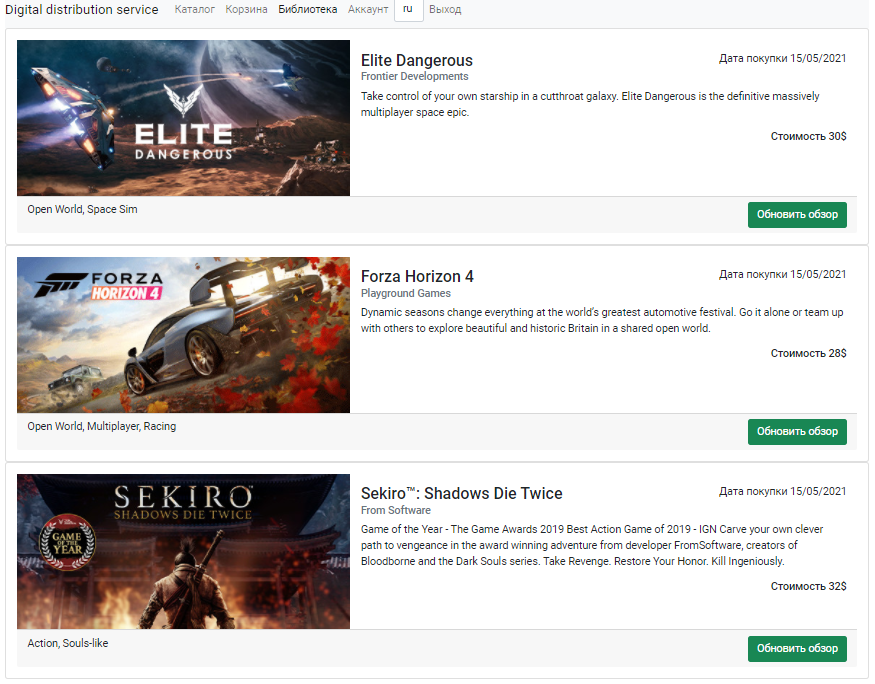 Digital distribution service Каталог Корзина Библиотека Аккаунт ru Выход
ELITE
DANGEROUS
Elite Dangerous
Дата покупки 15/05/2021
Frontier Developments
Take control of your own starship in a cutthroat galaxy. Elite Dangerous is the definitive massively
multiplayer space epic.
Стоимость 30$
Open World, Space Sim
Обновить обзор
FORZA
HORIZON 4
Forza Horizon 4
Дата покупки 15/05/2021
Playground Games
Dynamic seasons change everything at the world’s greatest automotive festival. Go it alone or team up
with others to explore beautiful and historic Britain in a shared open world.
Стоимость 28$
Open World, Multiplayer, Racing
Обновить обзор
SEKIRO™
SHADOWS DIE TWICE
GAME
OF THE
YEAR
Sekiro™: Shadows Die Twice
Дата покупки 15/05/2021
From Software
Game of the Year - The Game Awards 2019 Best Action Game of 2019 - IGN Carve your own clever
path to vengeance in the award winning adventure from developer FromSoftware, creators of
Bloodborne and the Dark Souls series. Take Revenge. Restore Your Honor. Kill Ingeniously.
Стоимость 32$
Action, Souls-like
Обновить обзор